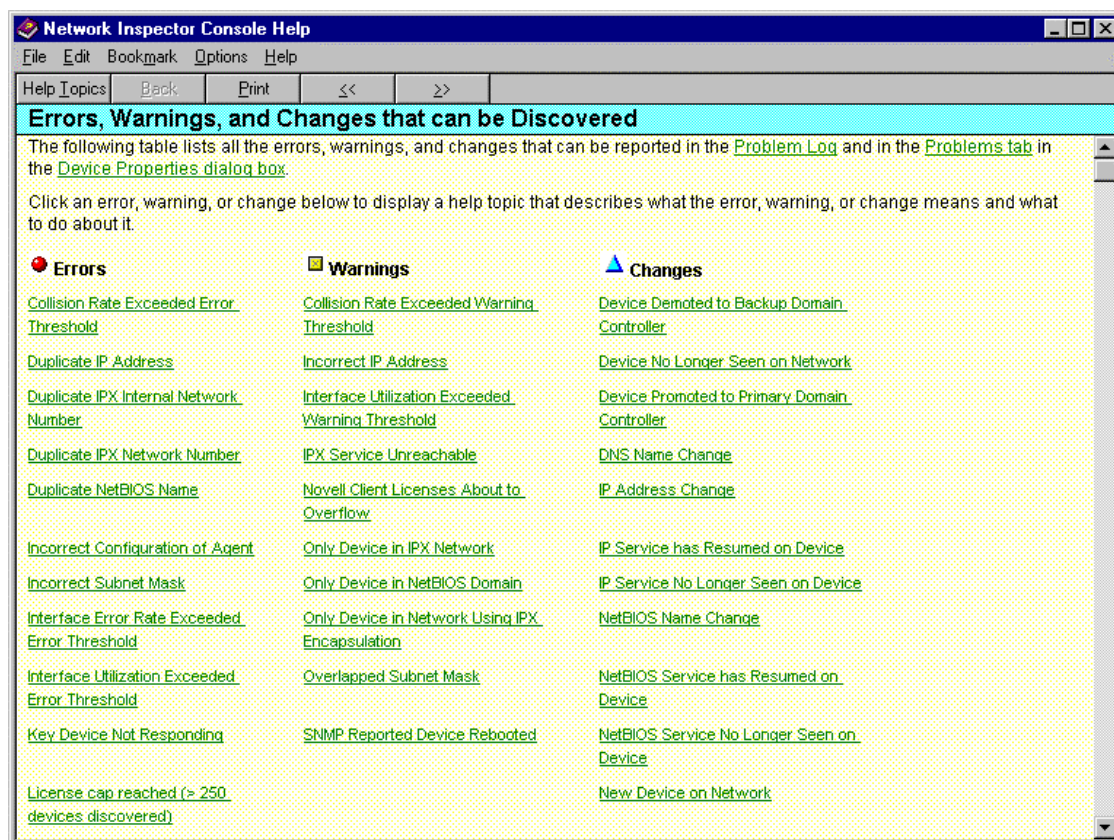 Network Inspector Console Help
File Edit Bookmark Options Help
Help Topics Back Print << >>
Errors, Warnings, and Changes that can be Discovered
The following table lists all the errors, warnings, and changes that can be reported in the Problem Log and in the Problems tab in
the Device Properties dialog box.
Click an error, warning, or change below to display a help topic that describes what the error, warning, or change means and what
to do about it.
Errors
Collision Rate Exceeded Error
Threshold
Duplicate IP Address
Duplicate IPX Internal Network
Number
Duplicate IPX Network Number
Duplicate NetBIOS Name
Incorrect Configuration of Agent
Incorrect Subnet Mask
Interface Error Rate Exceeded
Error Threshold
Interface Utilization Exceeded
Error Threshold
Key Device Not Responding
License cap reached (> 250
devices discovered)
Warnings
Collision Rate Exceeded Warning
Threshold
Incorrect IP Address
Interface Utilization Exceeded
Warning Threshold
IPX Service Unreachable
Novell Client Licenses About to
Overflow
Only Device in IPX Network
Only Device in NetBIOS Domain
Only Device in Network Using IPX
Encapsulation
Overlapped Subnet Mask
SNMP Reported Device Rebooted
Changes
Device Demoted to Backup Domain
Controller
Device No Longer Seen on Network
Device Promoted to Primary Domain
Controller
DNS Name Change
IP Address Change
IP Service has Resumed on Device
IP Service No Longer Seen on Device
NetBIOS Name Change
NetBIOS Service has Resumed on
Device
NetBIOS Service No Longer Seen on
Device
New Device on Network